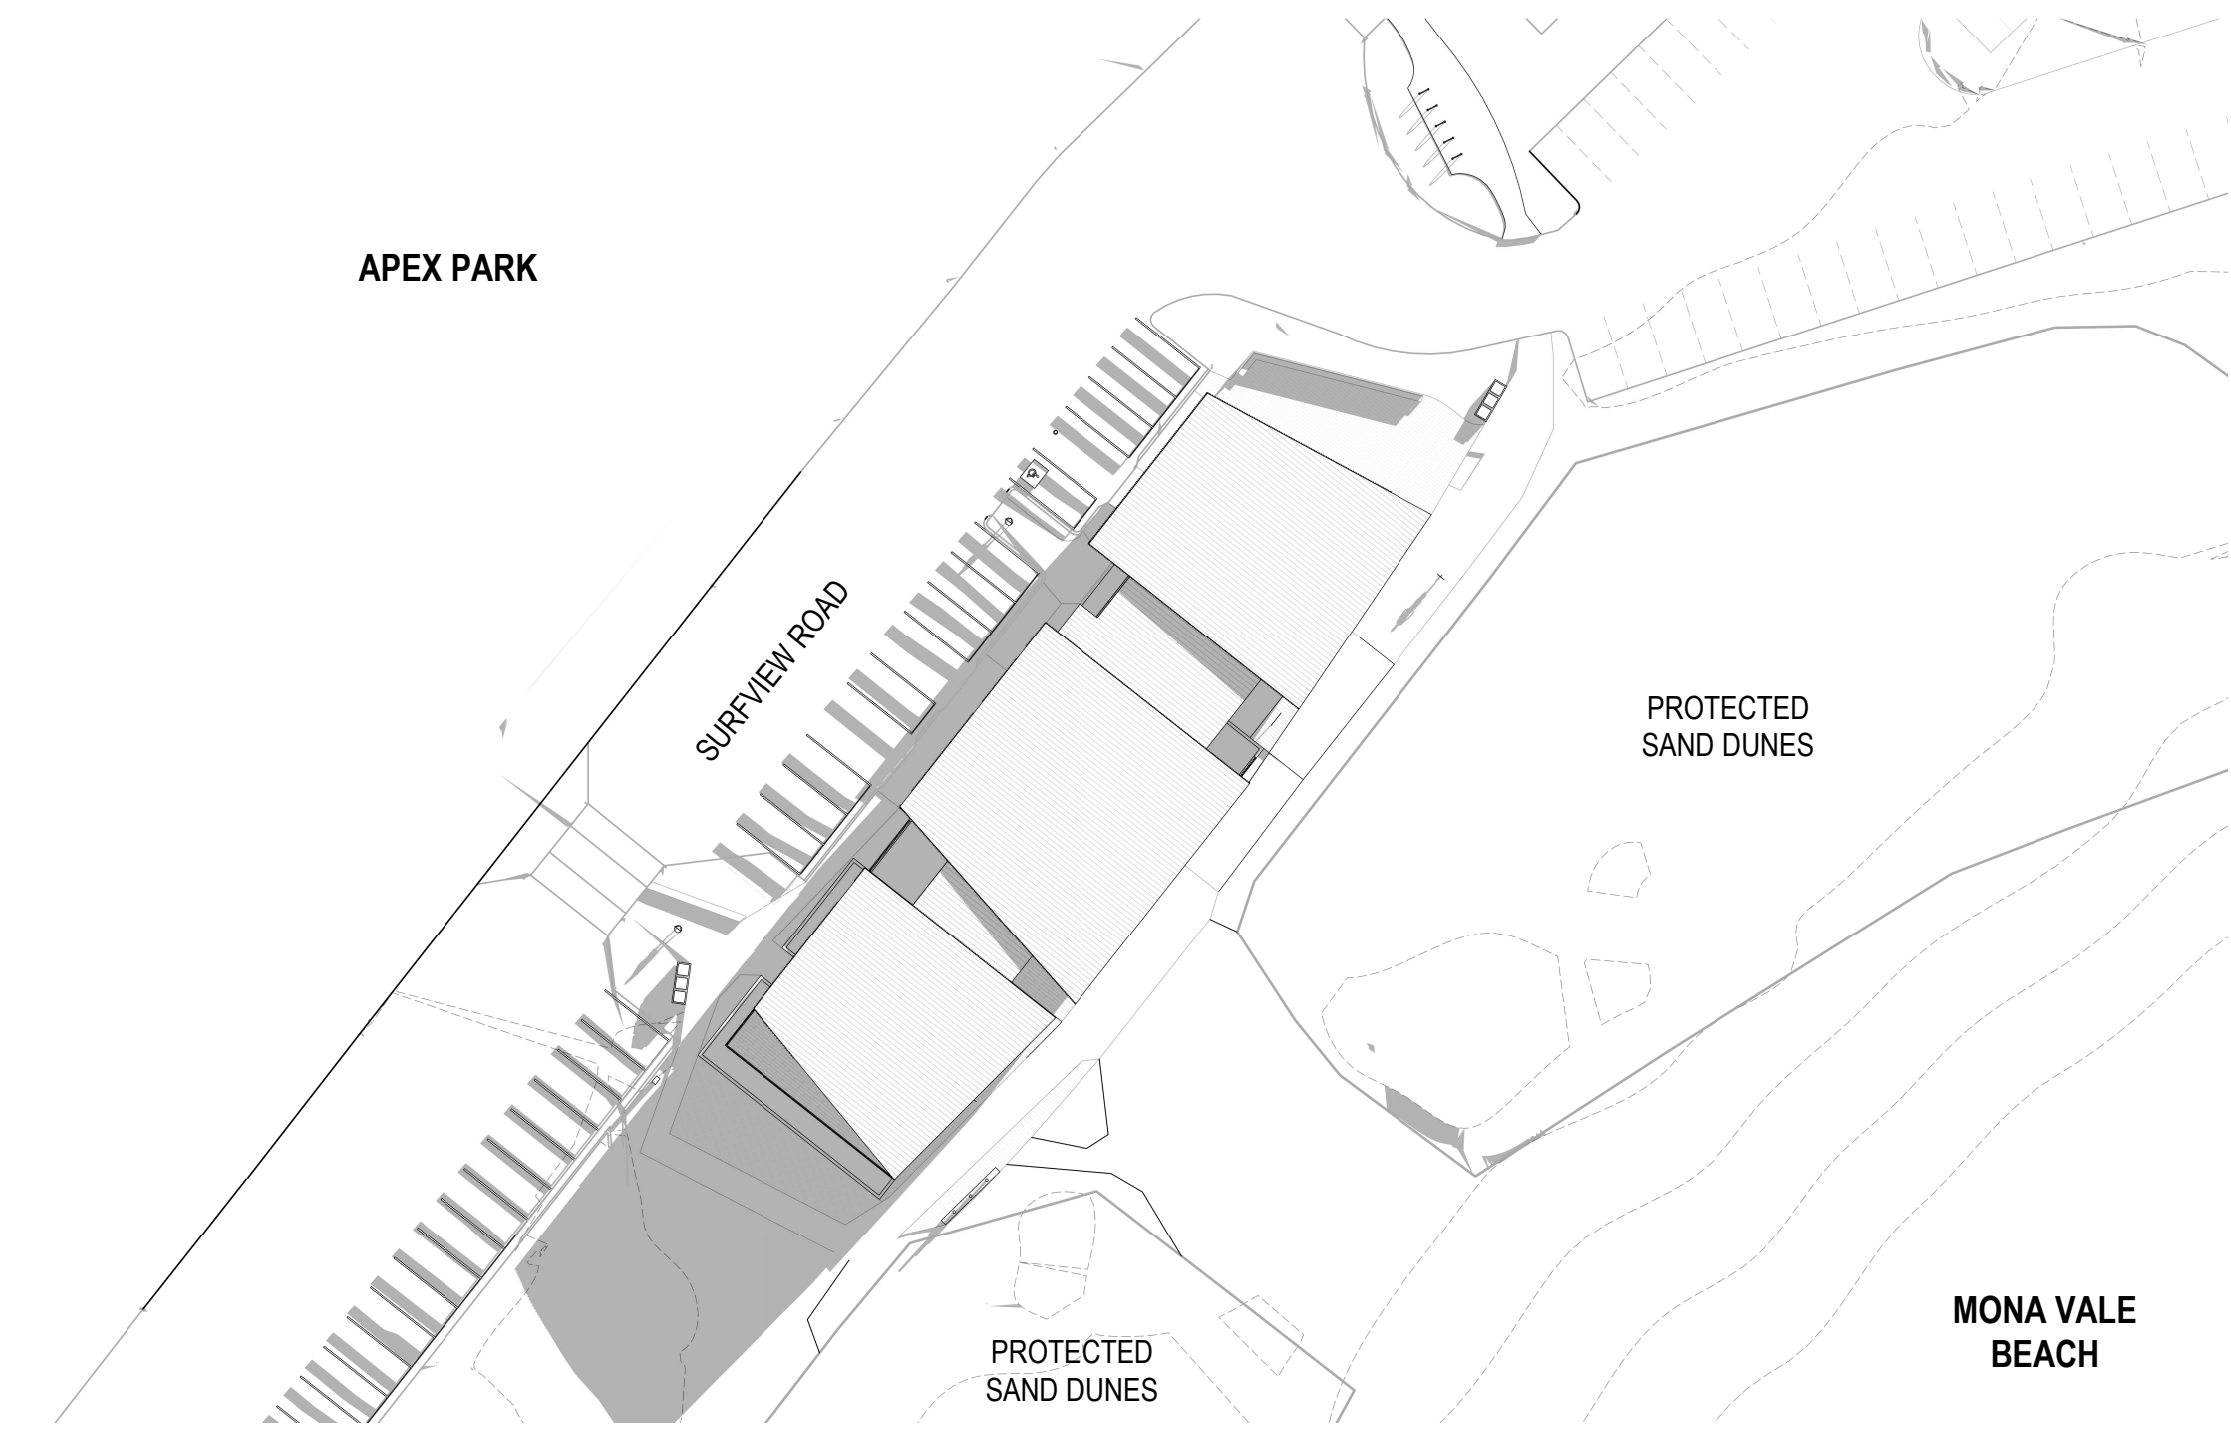 APEX PARK
SURFVIEW ROAD
PROTECTED
SAND DUNES
MONA VALE
BEACH
PROTECTED
SAND DUNES